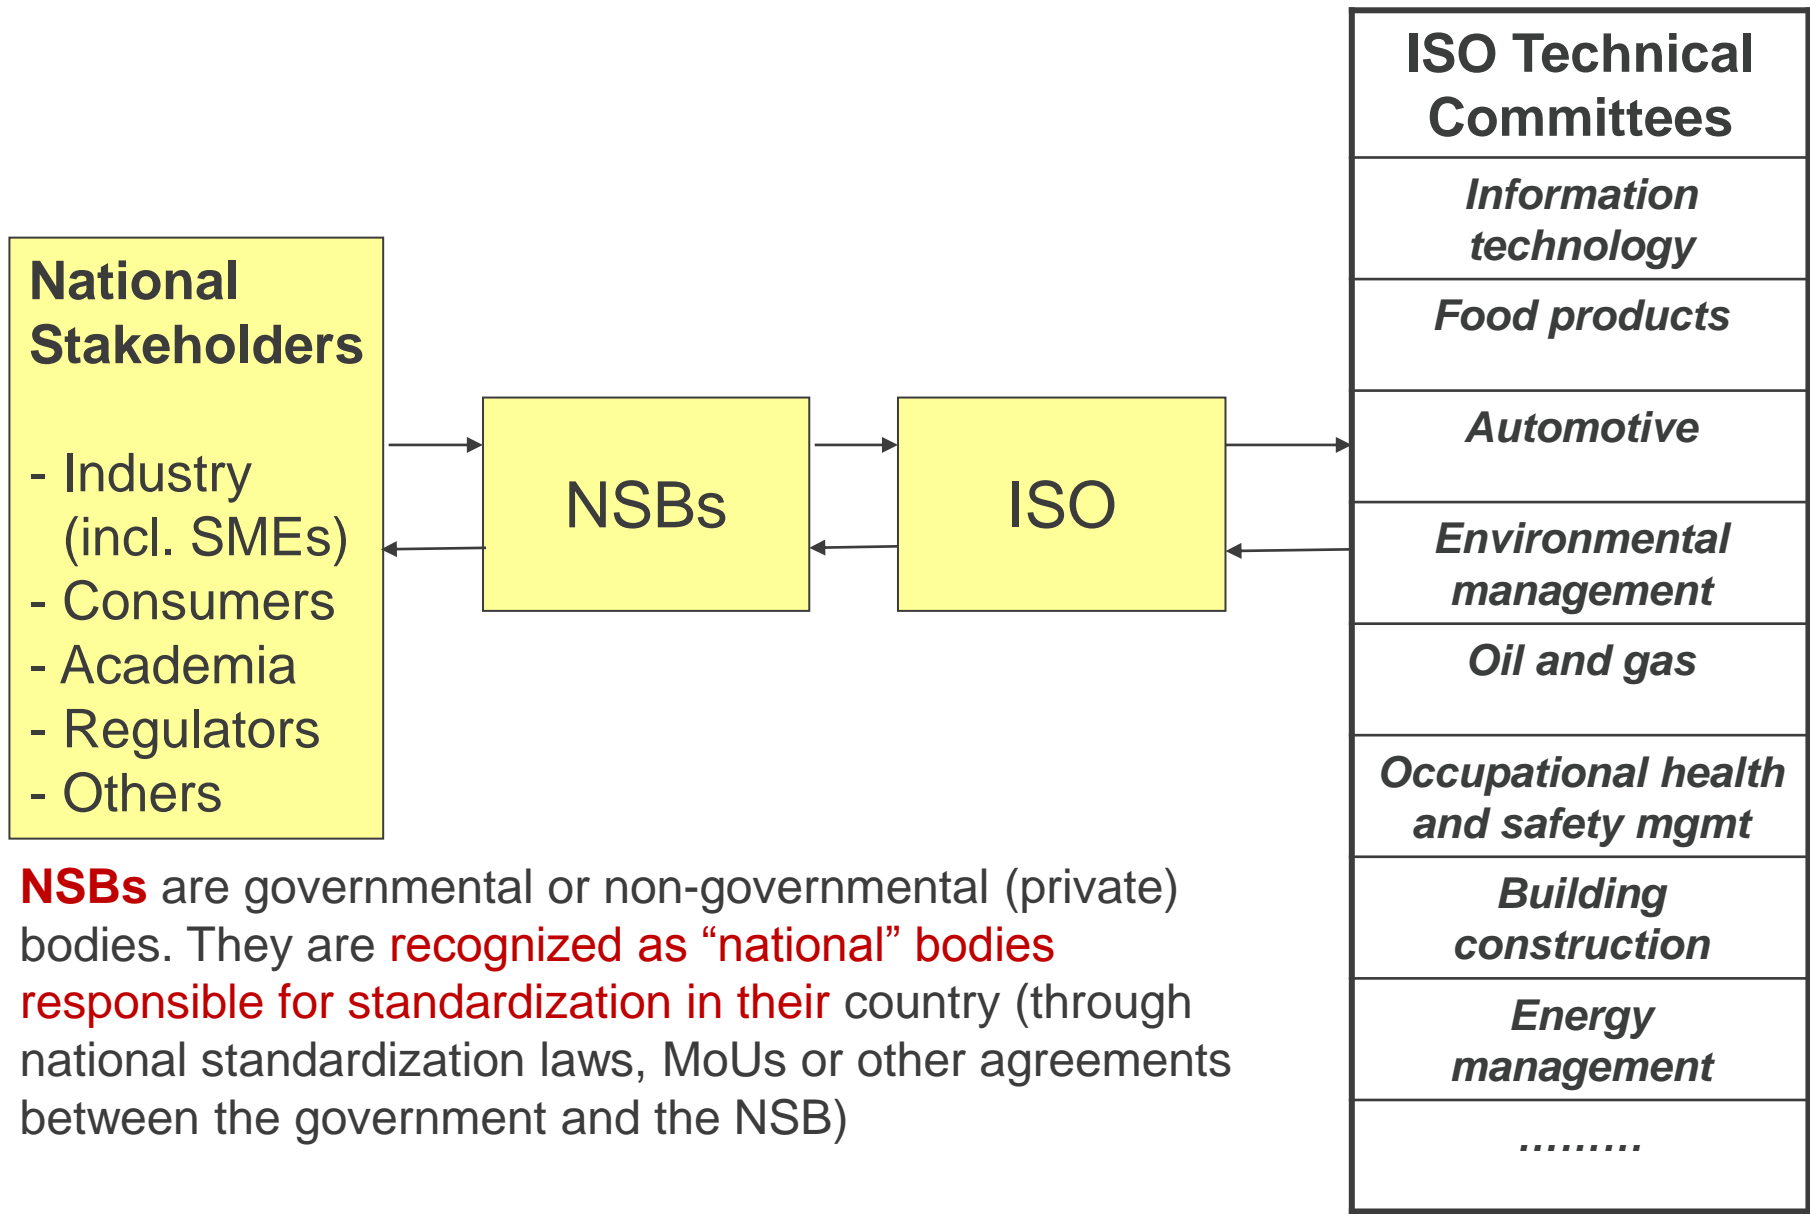 National
Stakeholders
- Industry
(incl. SMEs)
- Consumers
- Academia
- Regulators
- Others
NSBs
ISO
ISO Technical
Committees
Information
technology
Food products
Automotive
Environmental
management
Oil and gas
Occupational health
and safety mgmt
Building
construction
Energy
management
.........
NSBs are governmental or non-governmental (private)
bodies. They are recognized as “national” bodies
responsible for standardization in their country (through
national standardization laws, MoUs or other agreements
between the government and the NSB)